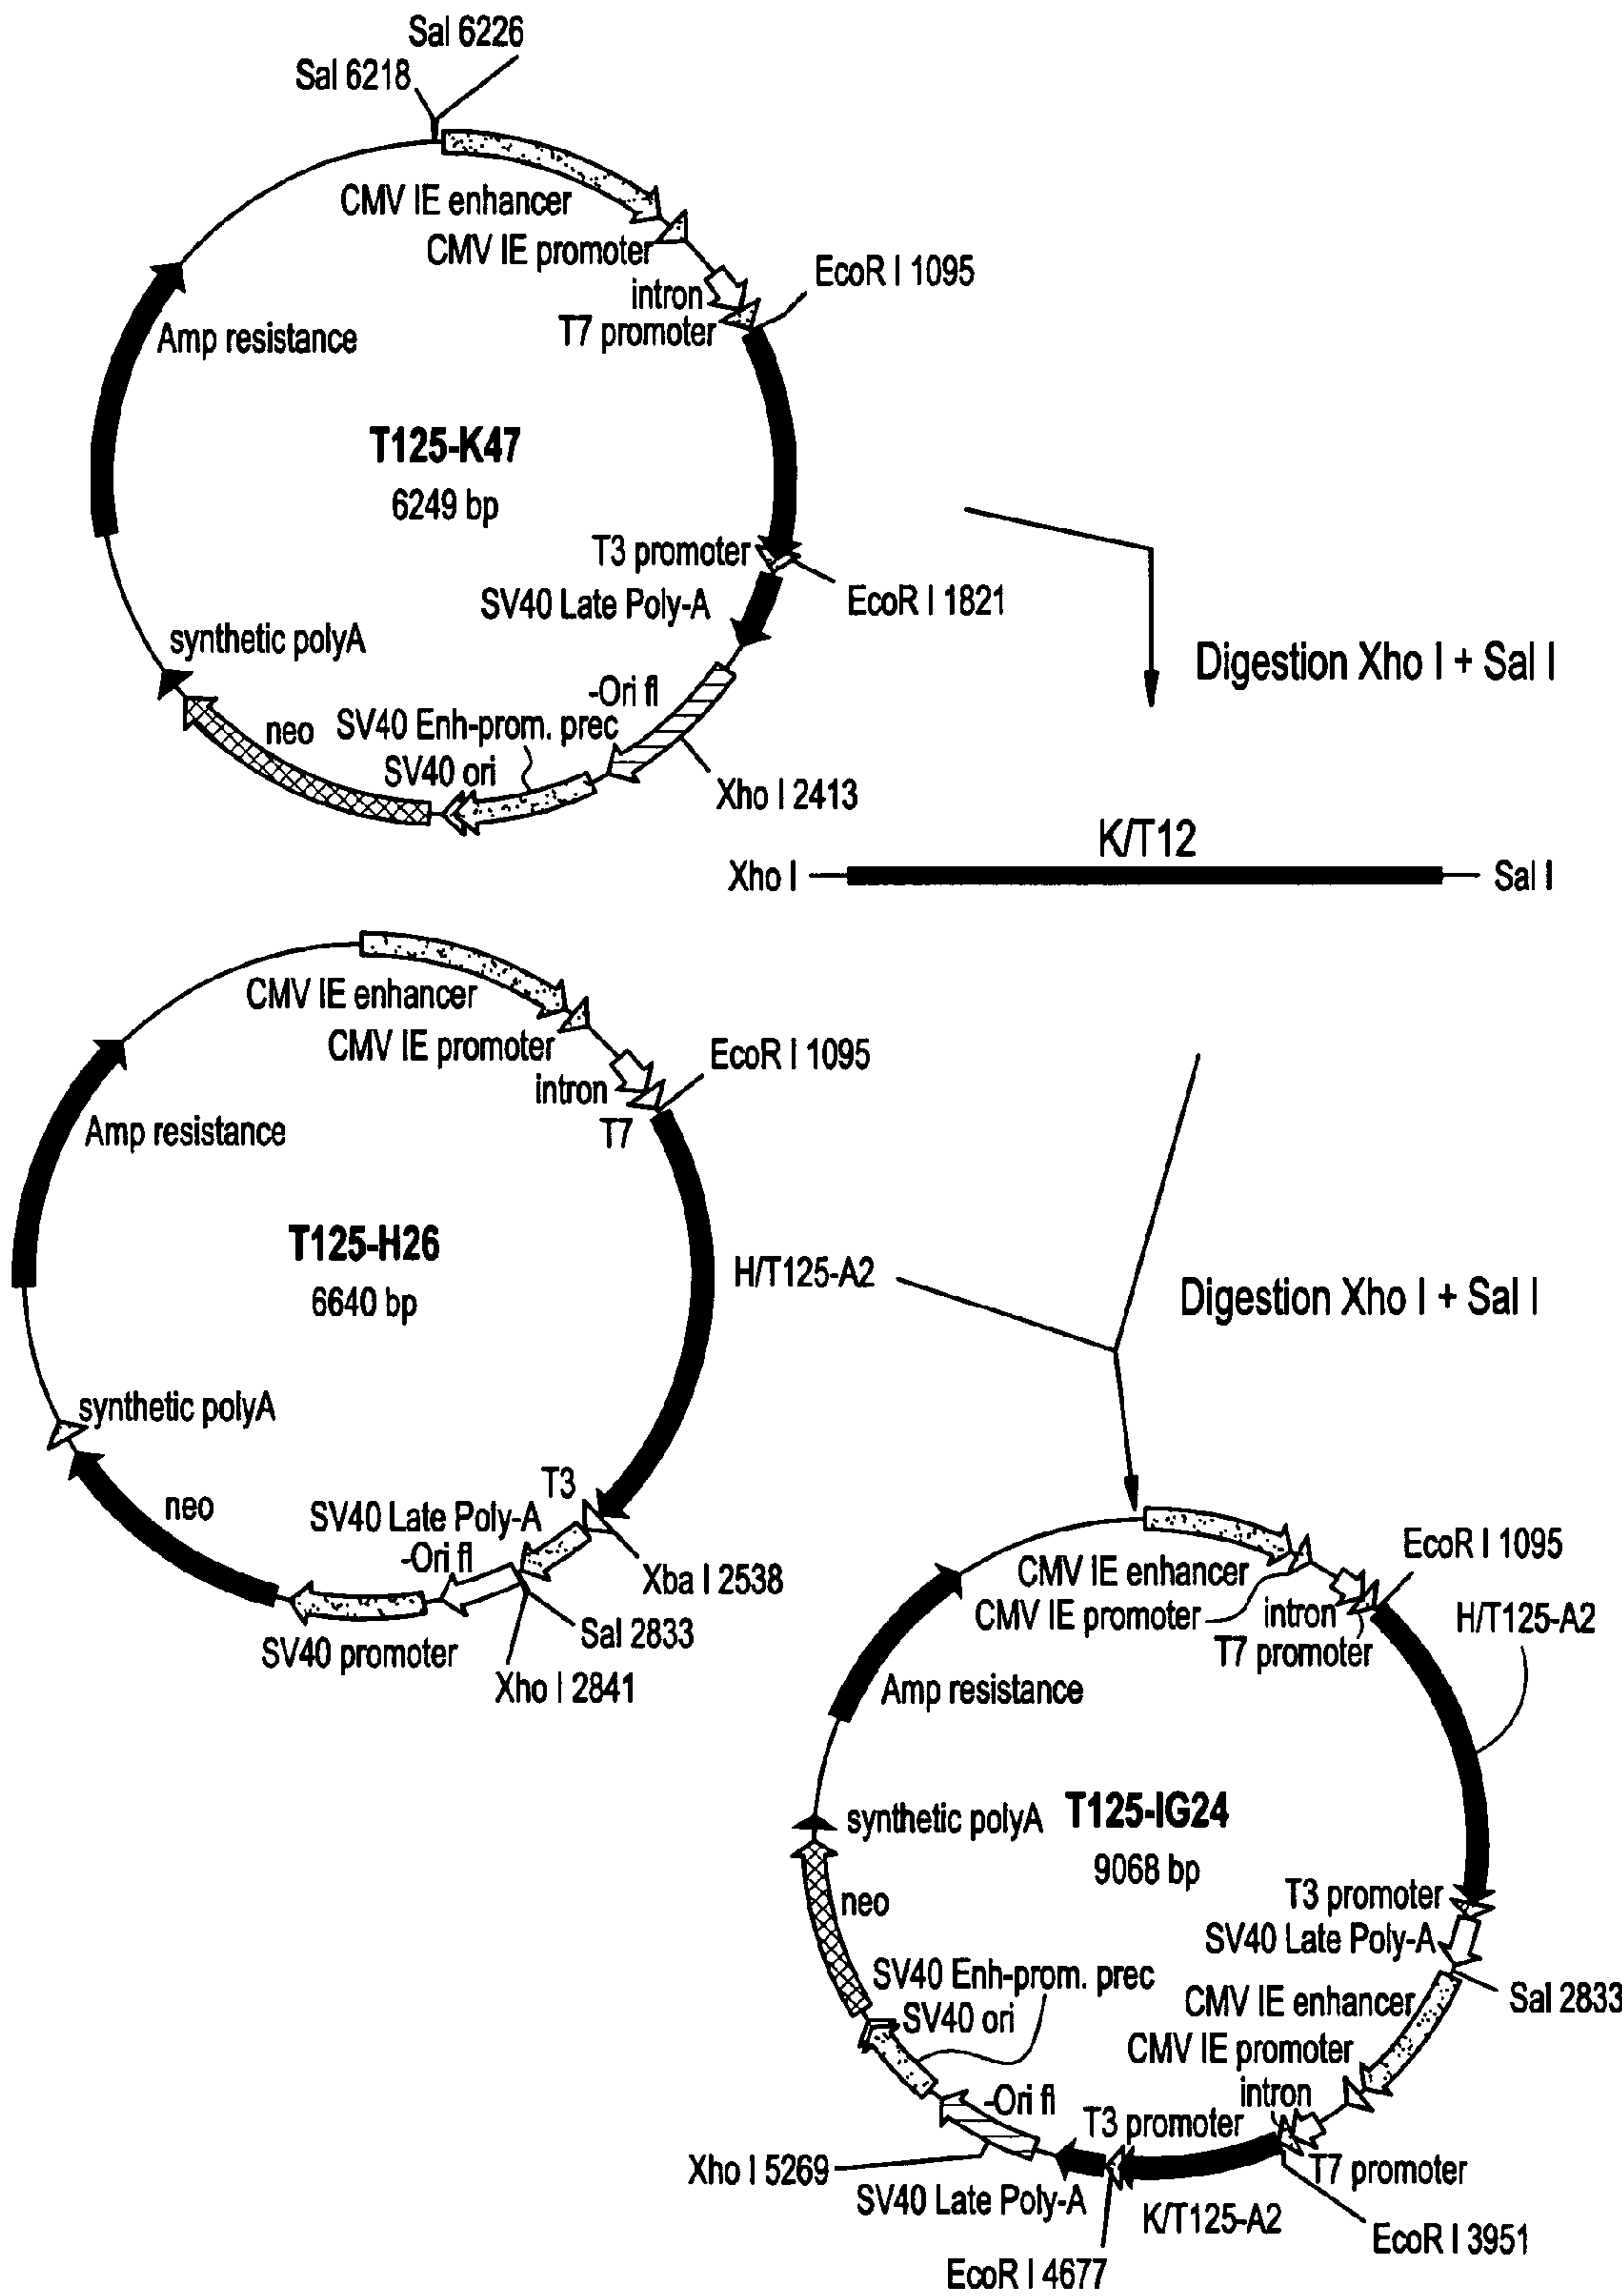 Sal 6226
Sal 6218
CMV IE enhancer
CMV IE promoter
EcoR I 1095
intron
T7 promoter
Amp resistance
T125-K47
6249 bp
T3 promoter
EcoR I 1821
SV40 Late Poly-A
synthetic polyA
Digestion Xho I + Sal I
-Ori fl
SV40 Enh-prom. prec
neo
SV40 ori
Xho I 2413
K/T12
Xho I
Sal I
CMV IE enhancer
CMV IE promoter
EcoR I 1095
intron
T7
Amp resistance
T125-H26
6640 bp
H/T125-A2
Digestion Xho I + Sal I
synthetic polyA
T3
neo
SV40 Late Poly-A
-Ori fl
Xba I 2538
Sal 2833
SV40 promoter
Xho I 2841
EcoR I 1095
CMV IE enhancer
CMV IE promoter
intron
H/T125-A2
T7 promoter
Amp resistance
T125-IG24
synthetic polyA
9068 bp
T3 promoter
neo
SV40 Late Poly-A
SV40 Enh-prom. prec
Sal 2833
CMV IE enhancer
SV40 ori
CMV IE promoter
intron
-Ori fl
T3 promoter
Xho I 5269
T7 promoter
SV40 Late Poly-A
K/T125-A2
EcoR I 3951
EcoR I 4677